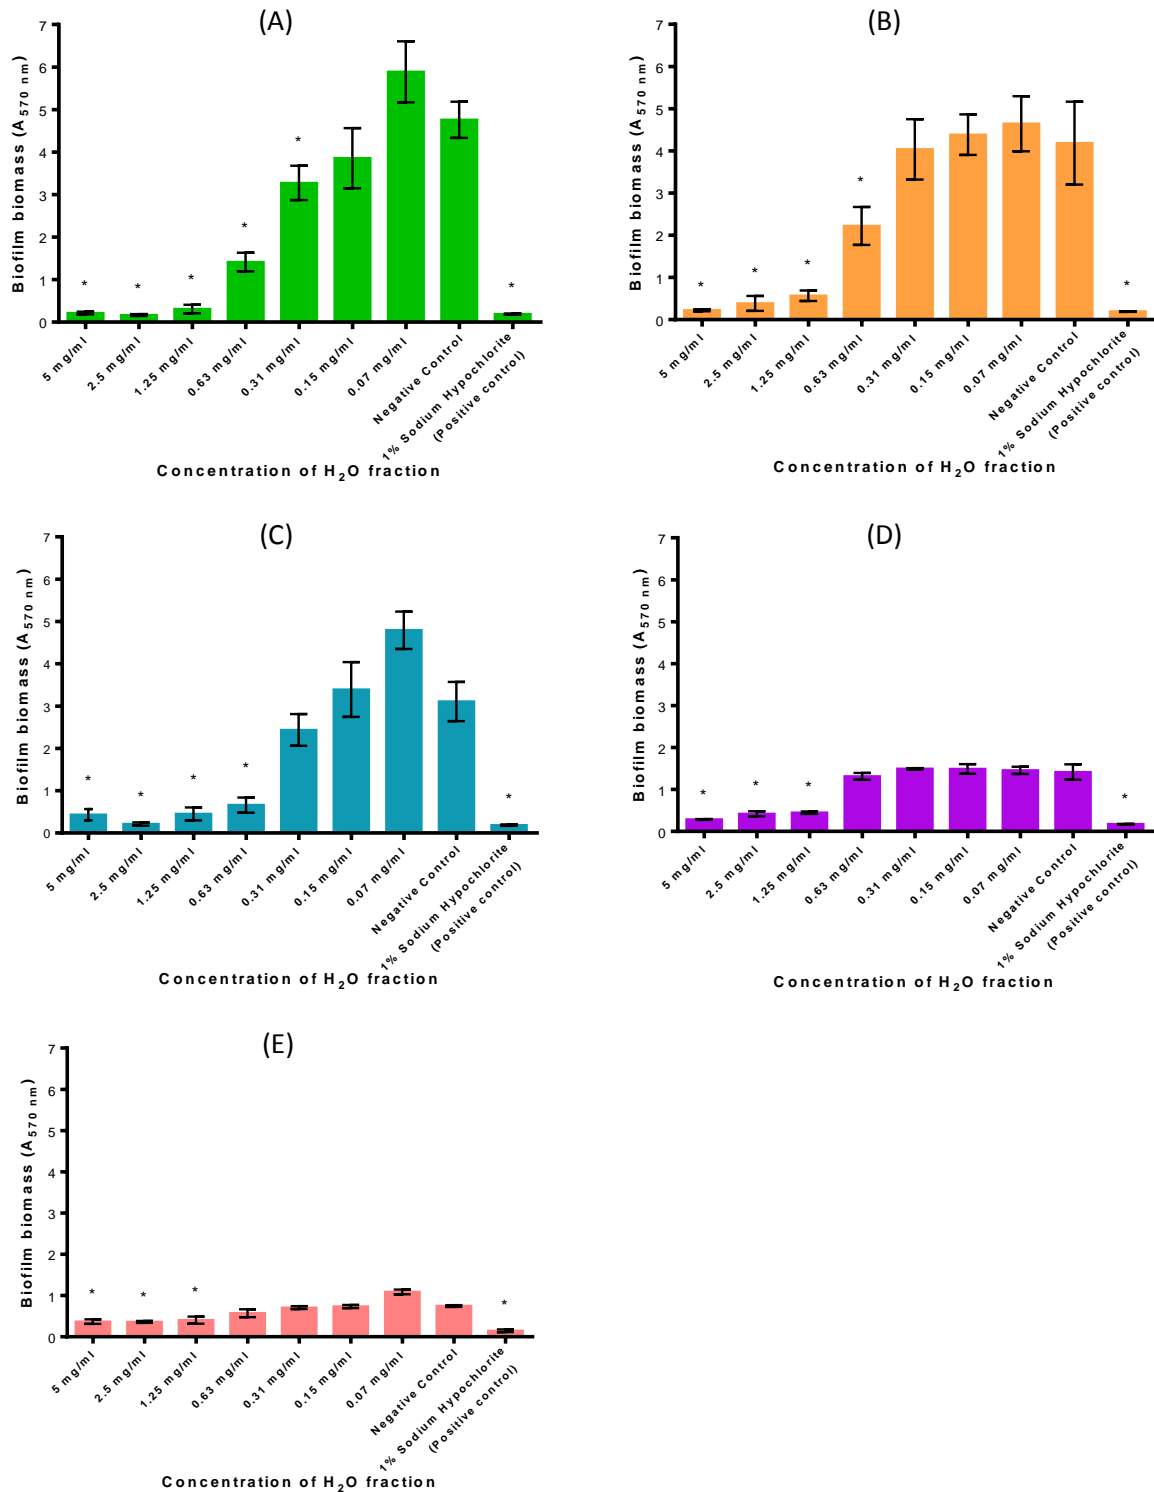 (A)
Biofilm biomass (A570 nm)
7
6
5
4
3
2
1
0
* * * * * *
5 mg/ml
2.5 mg/ml
1.25 mg/ml
0.63 mg/ml
0.31 mg/ml
0.15 mg/ml
0.07 mg/ml
Negative Control
1% Sodium Hypochlorite
(Positive control)
Concentration of H2O fraction
(B)
Biofilm biomass (A570 nm)
7
6
5
4
3
2
1
0
* * * * *
5 mg/ml
2.5 mg/ml
1.25 mg/ml
0.63 mg/ml
0.31 mg/ml
0.15 mg/ml
0.07 mg/ml
Negative Control
1% Sodium Hypochlorite
(Positive control)
Concentration of H2O fraction
(C)
Biofilm biomass (A570 nm)
7
6
5
4
3
2
1
0
* * * * *
5 mg/ml
2.5 mg/ml
1.25 mg/ml
0.63 mg/ml
0.31 mg/ml
0.15 mg/ml
0.07 mg/ml
Negative Control
1% Sodium Hypochlorite
(Positive control)
Concentration of H2O fraction
(D)
Biofilm biomass (A570 nm)
7
6
5
4
3
2
1
0
* * * *
5 mg/ml
2.5 mg/ml
1.25 mg/ml
0.63 mg/ml
0.31 mg/ml
0.15 mg/ml
0.07 mg/ml
Negative Control
1% Sodium Hypochlorite
(Positive control)
Concentration of H2O fraction
(E)
Biofilm biomass (A570 nm)
7
6
5
4
3
2
1
0
* * * *
5 mg/ml
2.5 mg/ml
1.25 mg/ml
0.63 mg/ml
0.31 mg/ml
0.15 mg/ml
0.07 mg/ml
Negative Control
1% Sodium Hypochlorite
(Positive control)
Concentration of H2O fraction